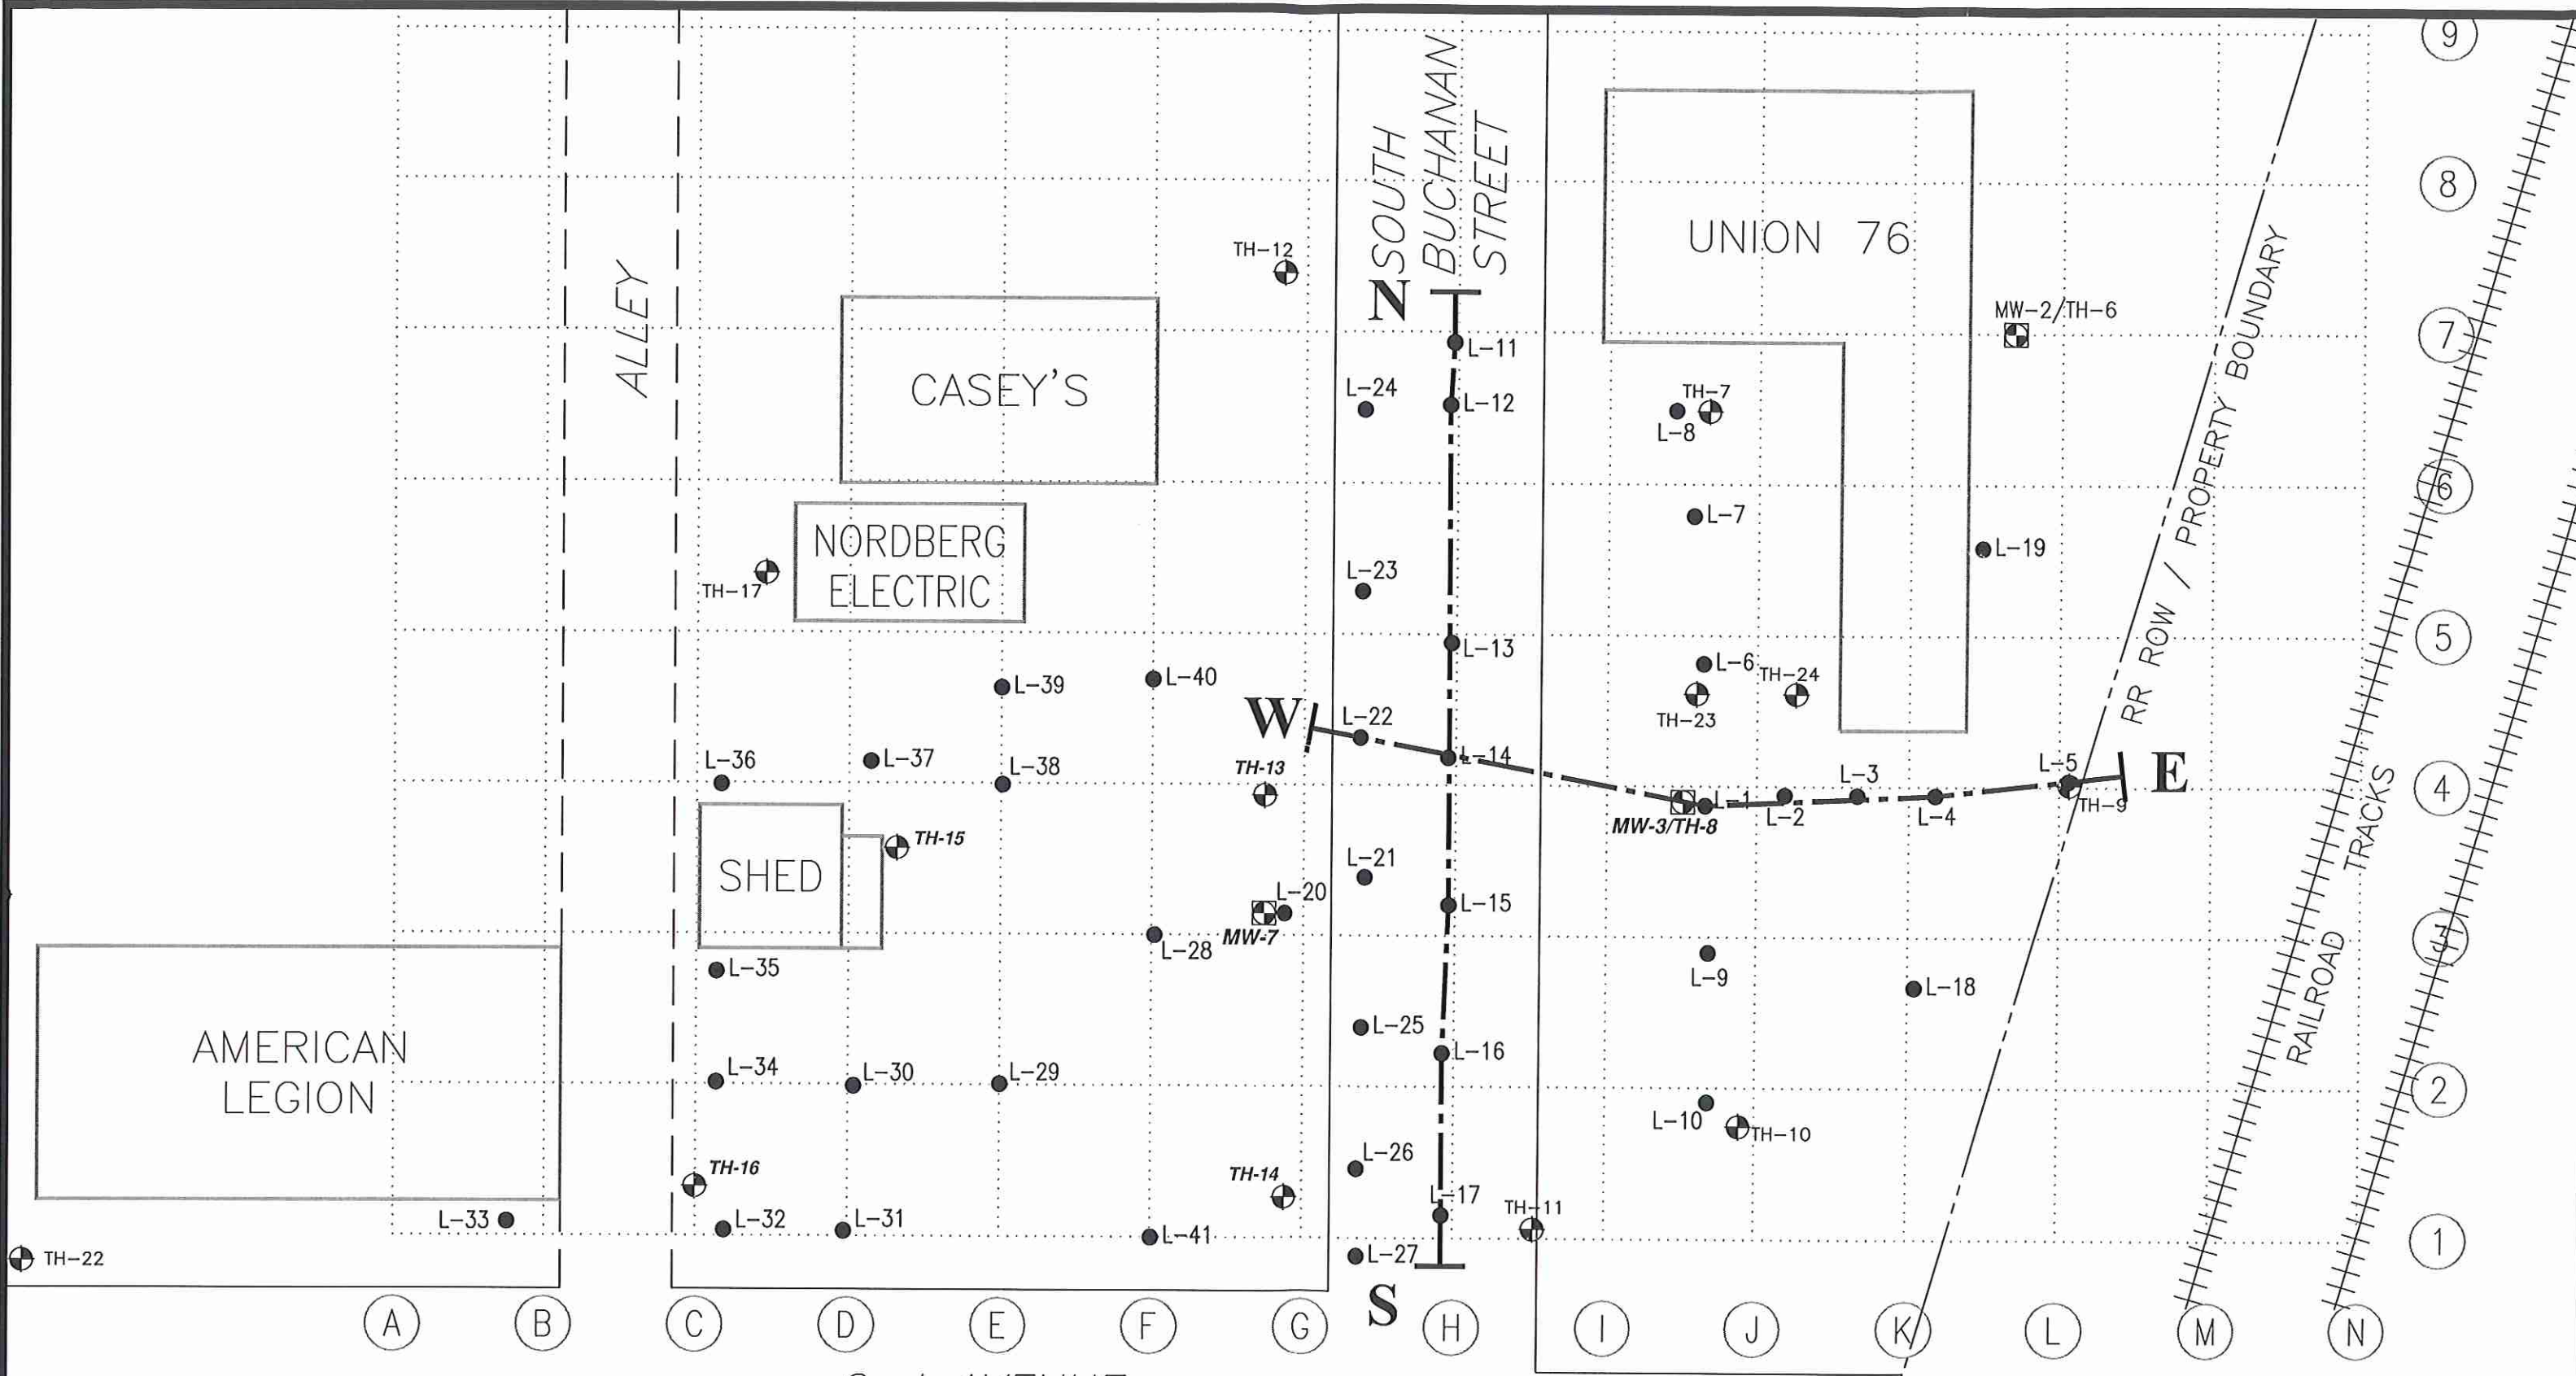 9
SOUTH
BUCHANAN
STREET
8
UNION 76
TH-12
ALLEY
N
MW-2/TH-6
7
L-11
CASEY'S
L-24
L-12
TH-7
L-8
RR ROW / PROPERTY BOUNDARY
6
L-7
NORDBERG
ELECTRIC
L-19
TH-17
L-23
5
L-13
L-6
TH-24
L-39
L-40
W
L-22
TH-23
L-36
L-37
L-38
L-14
TH-13
L-3
L-5
E
4
L-1
MW-3/TH-8
L-2
L-4
TH-9
TH-15
SHED
L-21
L-20
L-15
MW-7
L-28
3
RAILROAD TRACKS
L-35
L-9
L-18
AMERICAN
LEGION
L-25
L-16
L-34
L-30
L-29
2
L-10
TH-10
L-26
TH-16
TH-14
L-17
L-33
L-32
L-31
L-41
TH-11
1
TH-22
L-27
S
A
B
C
D
E
F
G
H
I
J
K
L
M
N